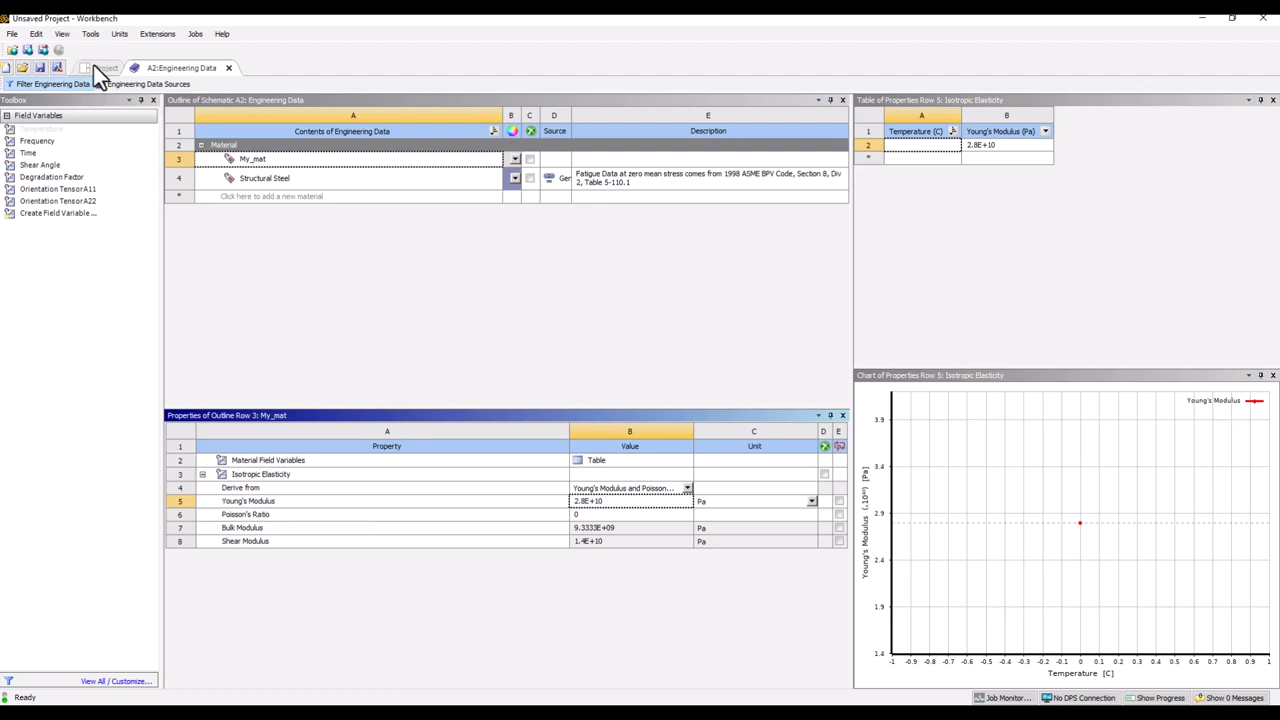 Unsaved Project - Workbench
File Edit View Tools Units Extensions Jobs Help
A2:Engineering Data
Filter Engineering Data Engineering Data Sources
Toolbox
Field Variables
Temperature
Frequency
Time
Shear Angle
Degradation Factor
Orientation Tensor A11
Orientation Tensor A22
Create Field Variable ...
View All / Customize...
Outline of Schematic A2: Engineering Data
A B C D E
1 Contents of Engineering Data Source Description
2 Material
3 My_mat
4 Structural Steel Fatigue Data at zero mean stress comes from 1998 ASME BPV Code, Section 8, Div
2, Table 5-110.1
* Click here to add a new material
Properties of Outline Row 3: My_mat
A B C D E
1 Property Value Unit
2 Material Field Variables Table
3 Isotropic Elasticity
4 Derive from Young's Modulus and Poisson...
5 Young's Modulus 2.8E+10 Pa
6 Poisson's Ratio 0
7 Bulk Modulus 9.3333E+09 Pa
8 Shear Modulus 1.4E+10 Pa
Table of Properties Row 5: Isotropic Elasticity
A B
1 Temperature (C) Young's Modulus (Pa)
2 2.8E+10
*
Chart of Properties Row 5: Isotropic Elasticity
Young's Modulus
3.9
3.4
2.9
2.4
1.9
1.4
Young's Modulus (.10¹⁰) [Pa]
-1 -0.9 -0.8 -0.7 -0.6 -0.5 -0.4 -0.3 -0.2 -0.1 0 0.1 0.2 0.3 0.4 0.5 0.6 0.7 0.8 0.9 1
Temperature [C]
Ready
Job Monitor... No DPS Connection Show Progress Show 0 Messages